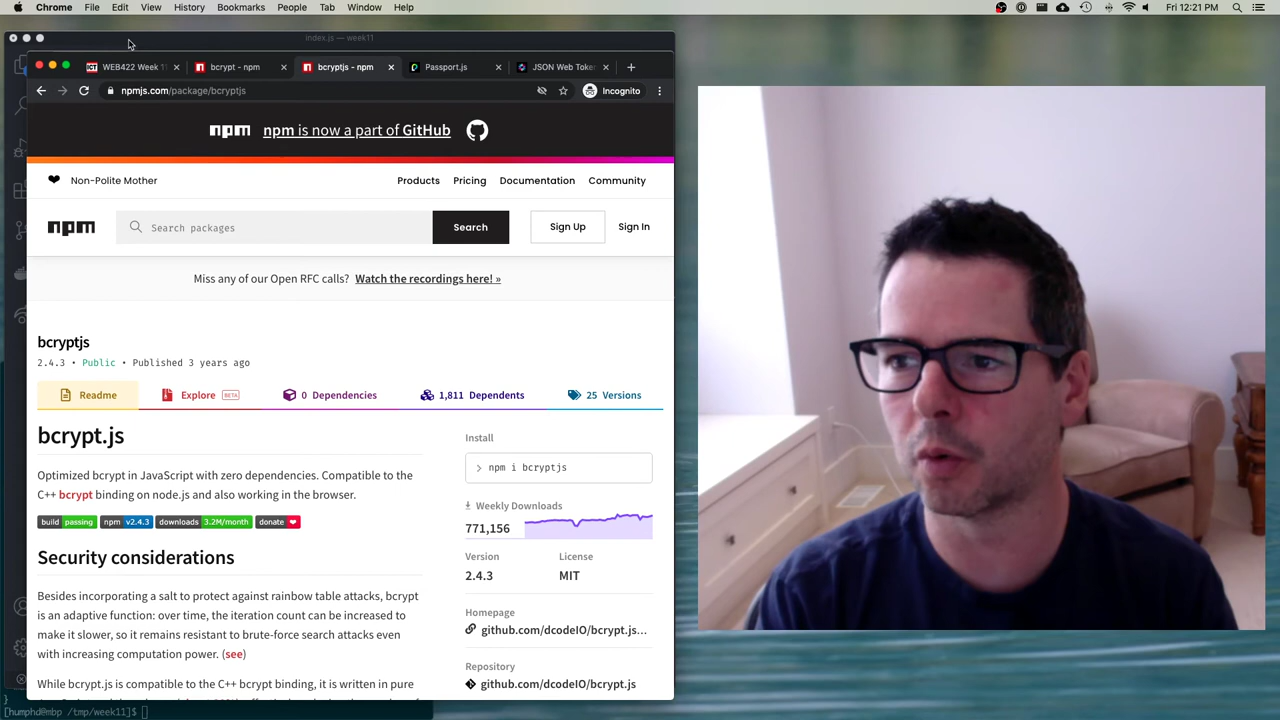 Chrome File Edit View History Bookmarks People Tab Window Help Fri 12:21 PM
index.js — week11
WEB422 Week 1 bcrypt - npm bcryptjs - npm Passport.js JSON Web Toke
npmjs.com/package/bcryptjs Incognito
npm npm is now a part of GitHub
Non-Polite Mother Products Pricing Documentation Community
npm Search packages Search Sign Up Sign In
Miss any of our Open RFC calls? Watch the recordings here! »
bcryptjs
2.4.3 • Public • Published 3 years ago
Readme Explore BETA 0 Dependencies 1,811 Dependents 25 Versions
bcrypt.js
Optimized bcrypt in JavaScript with zero dependencies. Compatible to the
C++ bcrypt binding on node.js and also working in the browser.
build passing npm v2.4.3 downloads 3.2M/month donate
Security considerations
Besides incorporating a salt to protect against rainbow table attacks, bcrypt
is an adaptive function: over time, the iteration count can be increased to
make it slower, so it remains resistant to brute-force search attacks even
with increasing computation power. (see)
While bcrypt.js is compatible to the C++ bcrypt binding, it is written in pure
Install
> npm i bcryptjs
Weekly Downloads
771,156
Version License
2.4.3 MIT
Homepage
github.com/dcodeIO/bcrypt.js...
Repository
github.com/dcodeIO/bcrypt.js
}
[humphd@mbp /tmp/week11]$